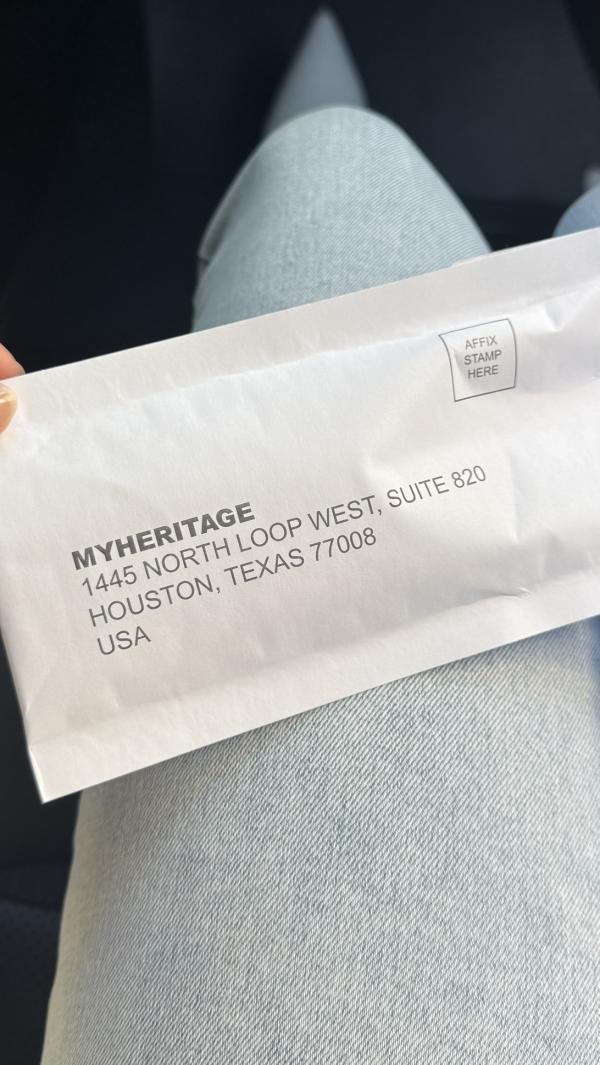 AFFIX
STAMP
HERE
MYHERITAGE
1445 NORTH LOOP WEST, SUITE 820
HOUSTON, TEXAS 77008
USA